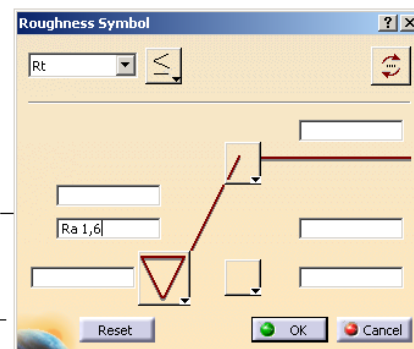 Roughness Symbol
Rt
Ra 1,6
Reset
OK
Cancel